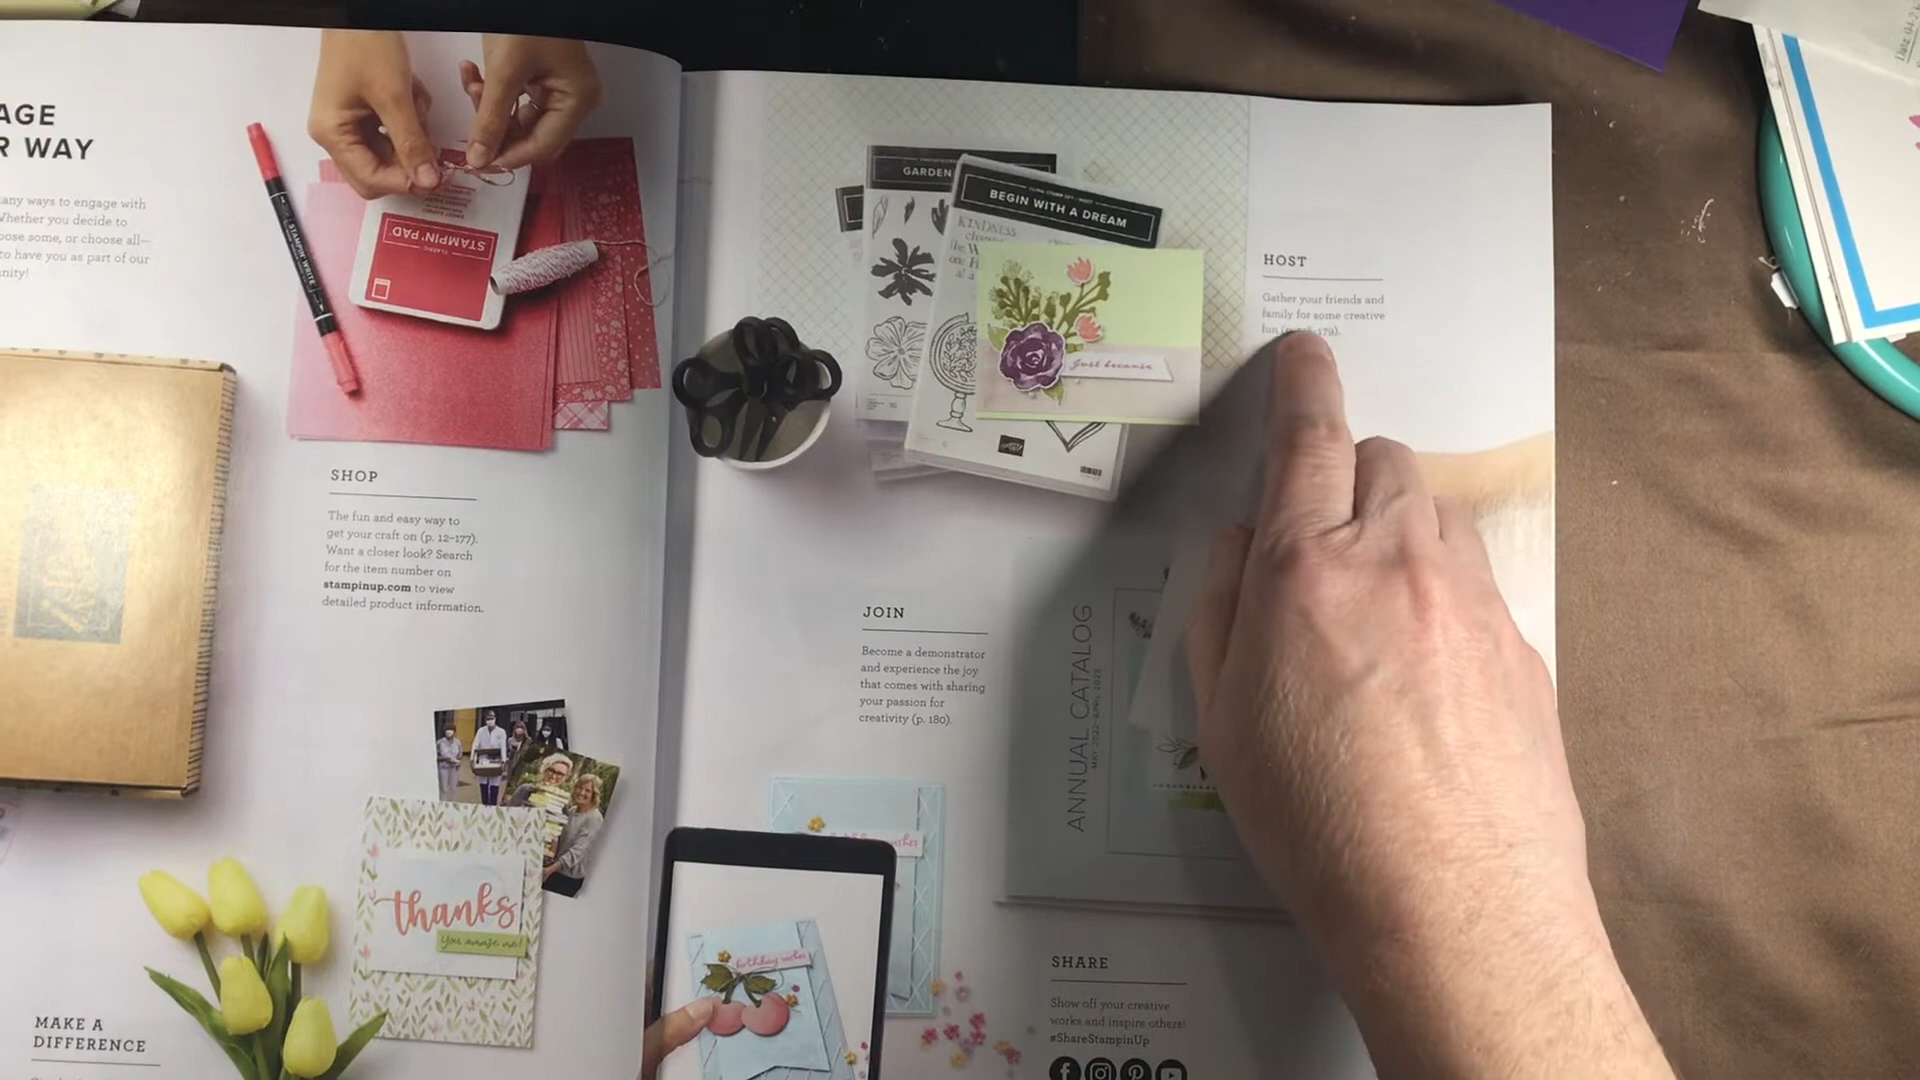 AGE
R WAY
any ways to engage with
Whether you decide to
oose some, or choose all—
to have you as part of our
nity!
STAMPIN' WRITE
CLASSIC
STAMPIN' PAD
SHOP
The fun and easy way to
get your craft on (p. 12–177).
Want a closer look? Search
for the item number on
stampinup.com to view
detailed product information.
thanks
You amaze me!
MAKE A
DIFFERENCE
GARDEN
BEGIN WITH A DREAM
KINDNESS
Just because
HOST
Gather your friends and
family for some creative
fun
JOIN
Become a demonstrator
and experience the joy
that comes with sharing
your passion for
creativity (p. 180).
ANNUAL CATALOG
birthday wishes
SHARE
Show off your creative
works and inspire others!
#ShareStampinUp